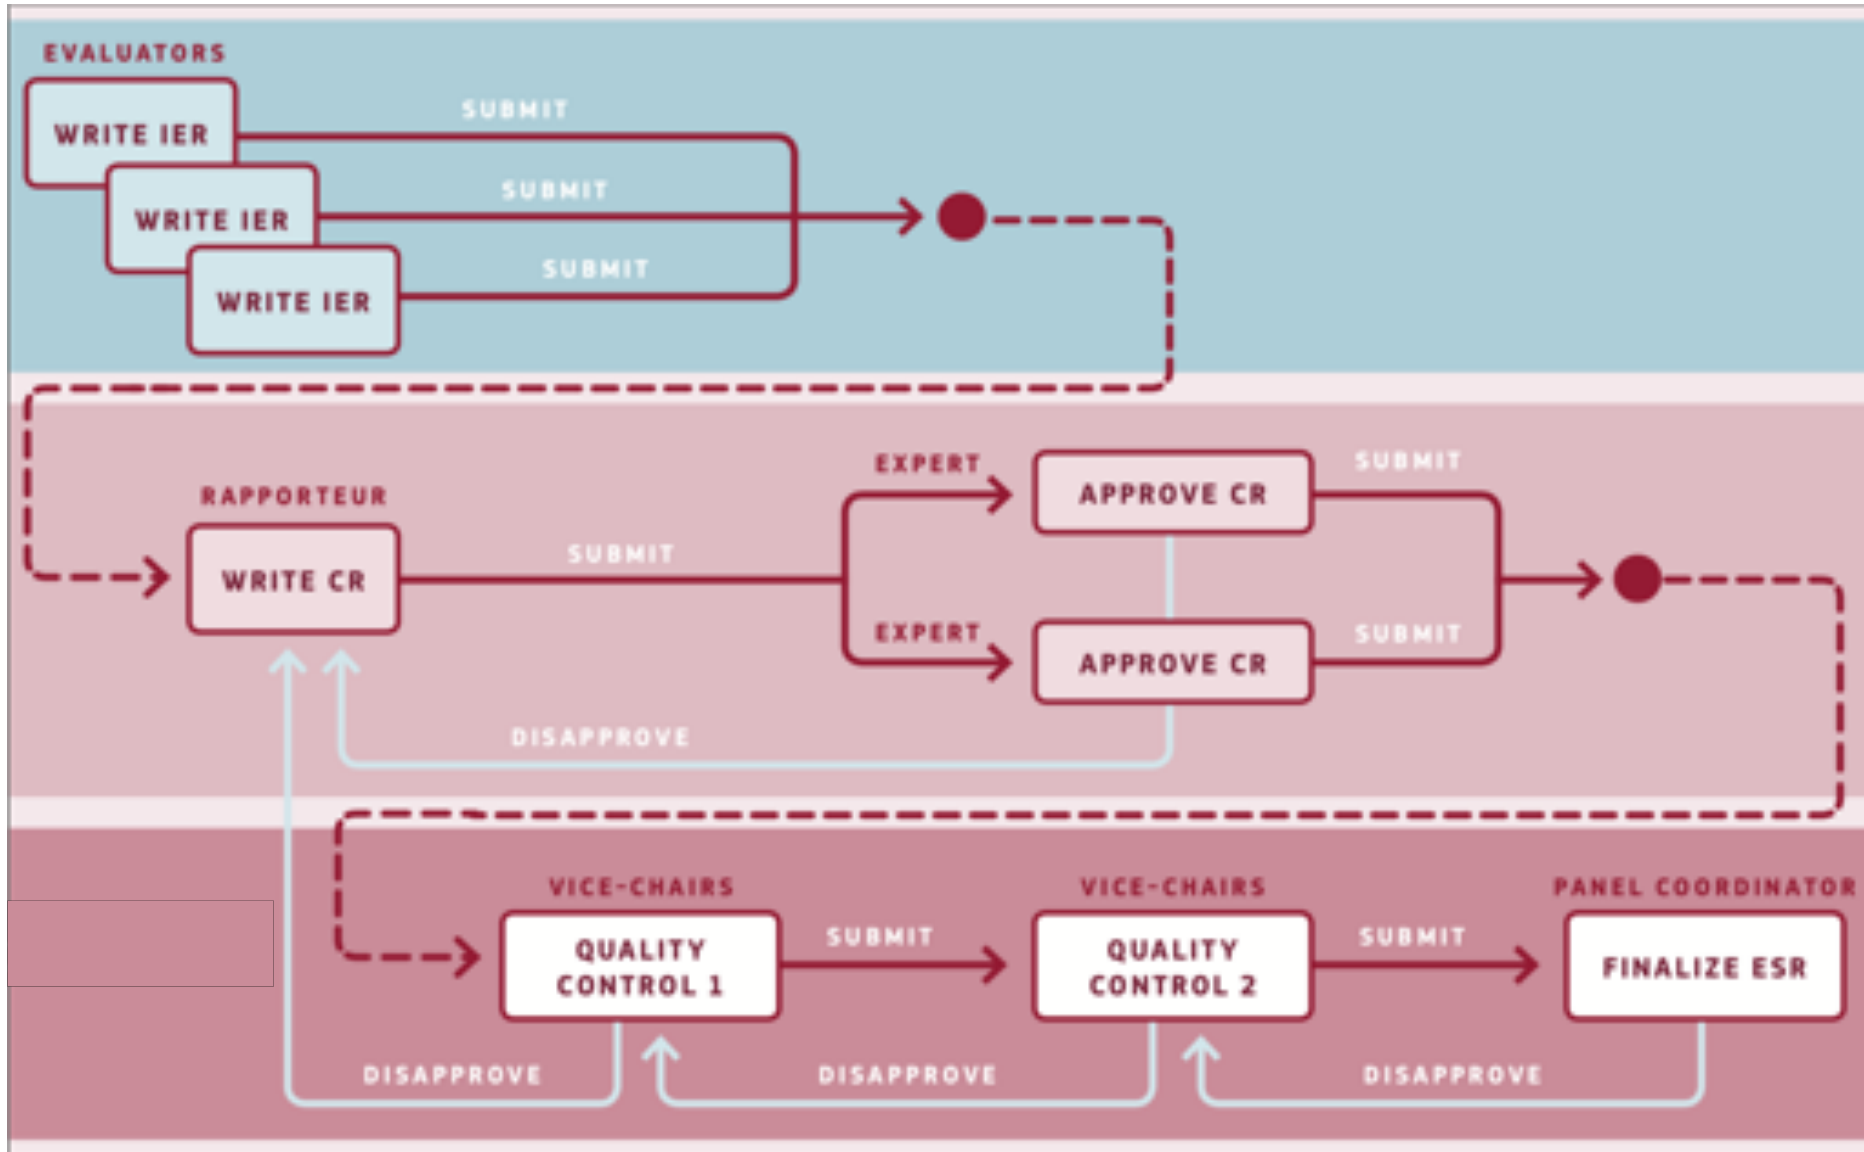 EVALUATORS
WRITE IER
SUBMIT
WRITE IER
SUBMIT
WRITE IER
SUBMIT
RAPPORTEUR
WRITE CR
SUBMIT
EXPERT
APPROVE CR
SUBMIT
EXPERT
APPROVE CR
SUBMIT
DISAPPROVE
VICE-CHAIRS
QUALITY
CONTROL 1
SUBMIT
VICE-CHAIRS
QUALITY
CONTROL 2
SUBMIT
PANEL COORDINATOR
FINALIZE ESR
DISAPPROVE
DISAPPROVE
DISAPPROVE